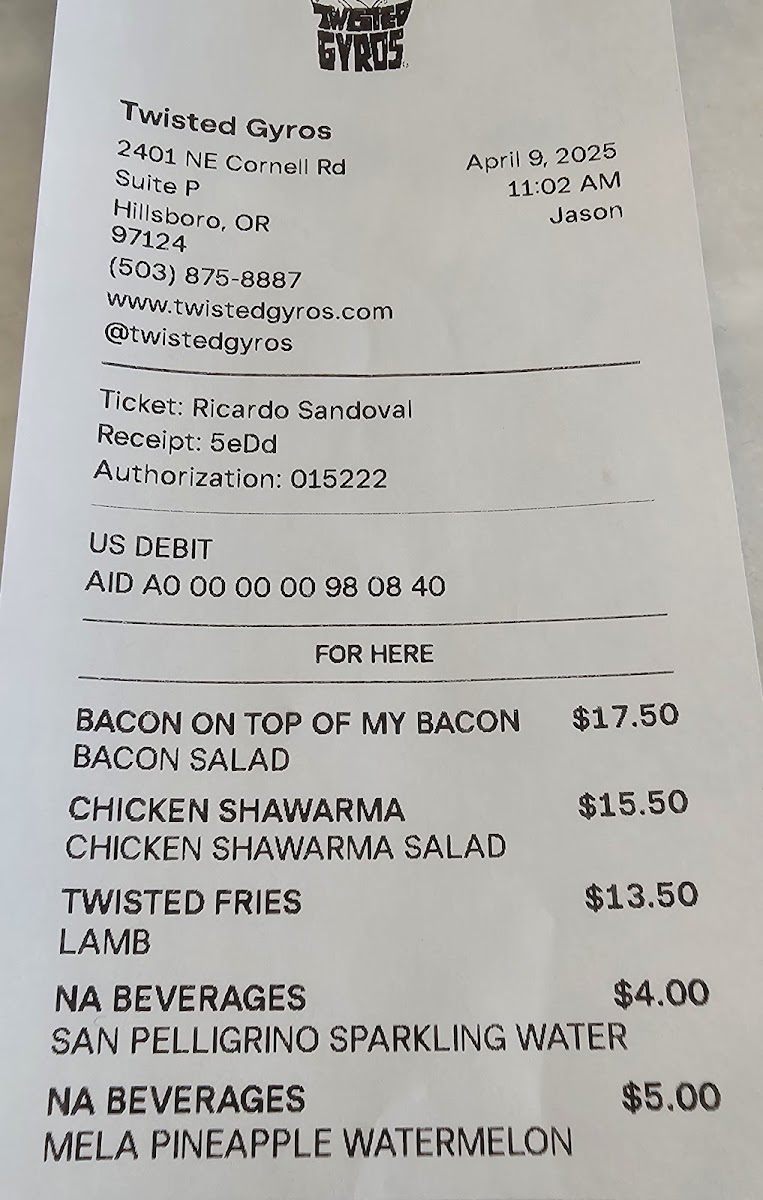 TWISTED
GYROS
Twisted Gyros
2401 NE Cornell Rd
Suite P
Hillsboro, OR
97124
(503) 875-8887
www.twistedgyros.com
@twistedgyros
April 9, 2025
11:02 AM
Jason
Ticket: Ricardo Sandoval
Receipt: 5eDd
Authorization: 015222
US DEBIT
AID A0 00 00 00 98 08 40
FOR HERE
BACON ON TOP OF MY BACON $17.50
BACON SALAD
CHICKEN SHAWARMA $15.50
CHICKEN SHAWARMA SALAD
TWISTED FRIES $13.50
LAMB
NA BEVERAGES $4.00
SAN PELLIGRINO SPARKLING WATER
NA BEVERAGES $5.00
MELA PINEAPPLE WATERMELON